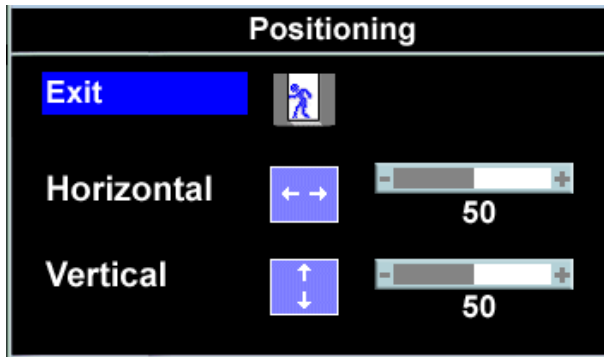 Positioning
Exit
Horizontal
- +
50
Vertical
- +
50